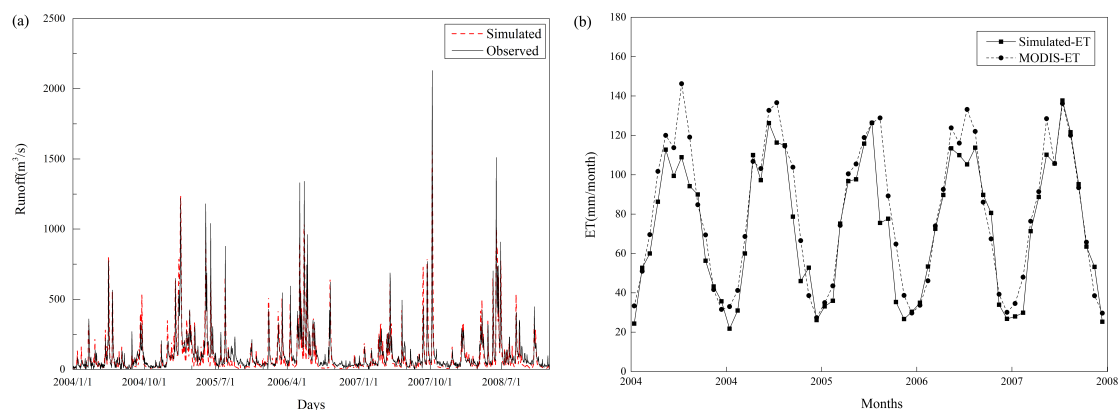 (a)
2500
2000
1500
1000
500
0
Runoff(m³/s)
Simulated
Observed
2004/1/1 2004/10/1 2005/7/1 2006/4/1 2007/1/1 2007/10/1 2008/7/1
Days
(b)
180
160
140
120
100
80
60
40
20
0
ET(mm/month)
Simulated-ET
MODIS-ET
2004 2004 2005 2006 2007 2008
Months